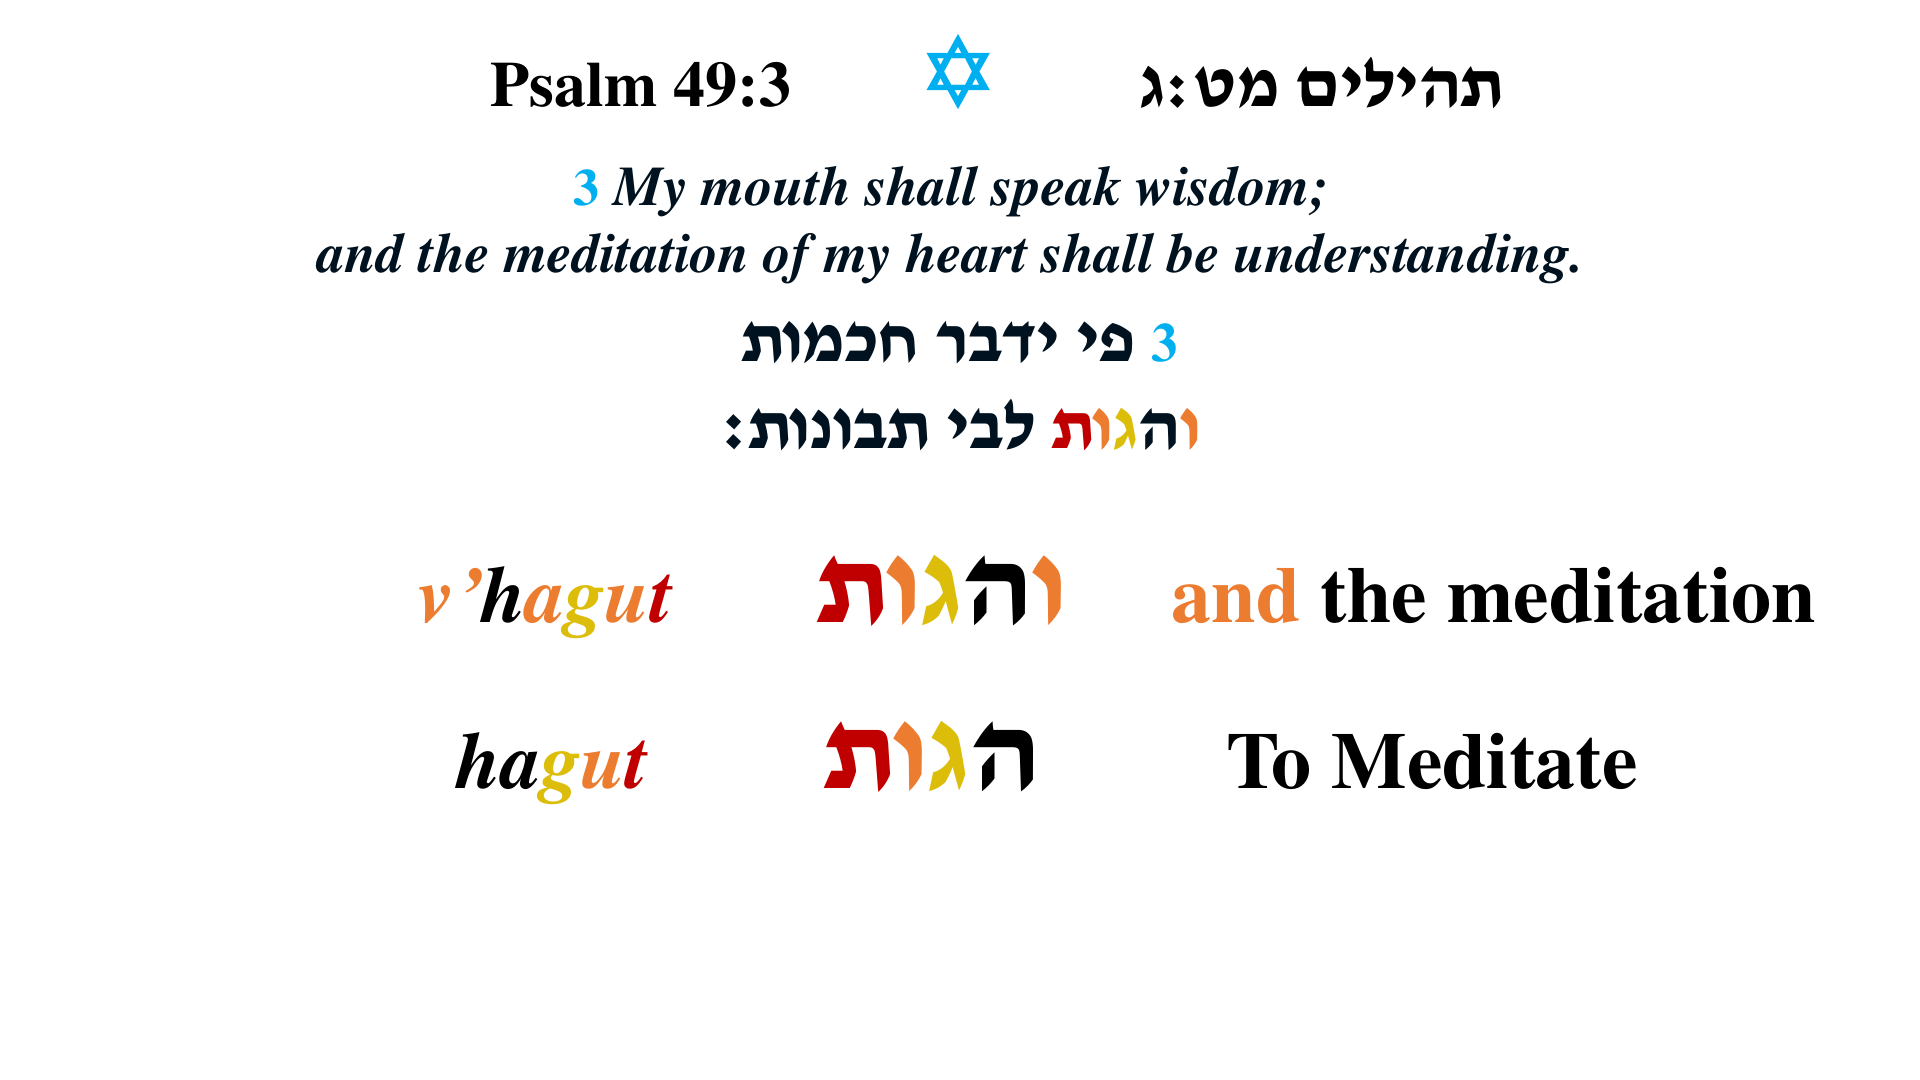 Psalm 49:3 ✡ תהילים מט:ג
3 My mouth shall speak wisdom;
and the meditation of my heart shall be understanding.
3 פי ידבר חכמות
והגות לבי תבונות:
v’hagut והגות and the meditation
hagut הגות To Meditate